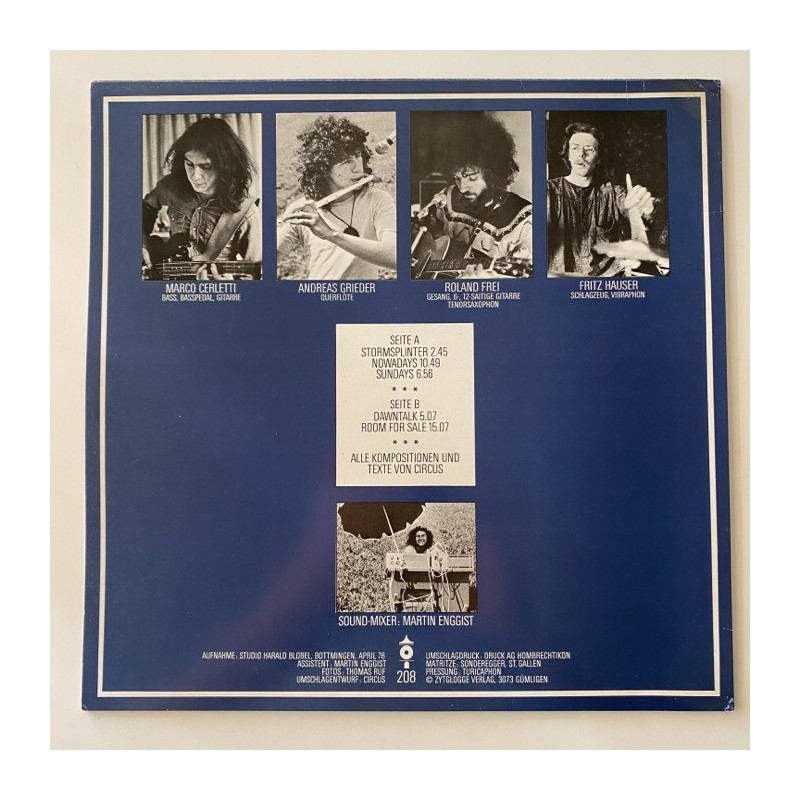 MARCO CERLETTI
BASS, BASSPEDAL, GITARRE
ANDREAS GRIEDER
QUERFLÖTE
ROLAND FREI
GESANG, 6-, 12-SAITIGE GITARRE
TENORSAXOPHON
FRITZ HAUSER
SCHLAGZEUG, VIBRAPHON
SEITE A
STORMSPLINTER 2.45
NOWADAYS 10.49
SUNDAYS 6.56
* * *
SEITE B
DAWNTALK 5.07
ROOM FOR SALE 15.07
* * *
ALLE KOMPOSITIONEN UND
TEXTE VON CIRCUS
SOUND-MIXER: MARTIN ENGGIST
AUFNAHME: STUDIO HARALD BLOBEL, BOTTMINGEN, APRIL 76
ASSISTENT: MARTIN ENGGIST
FOTOS: THOMAS RUF
UMSCHLAGENTWURF: CIRCUS
208
UMSCHLAGDRUCK: DRUCK AG HOMBRECHTIKON
MATRITZE: SONDEREGGER, ST. GALLEN
PRESSUNG: TURICAPHON
© ZYTGLOGGE VERLAG, 3073 GÜMLIGEN